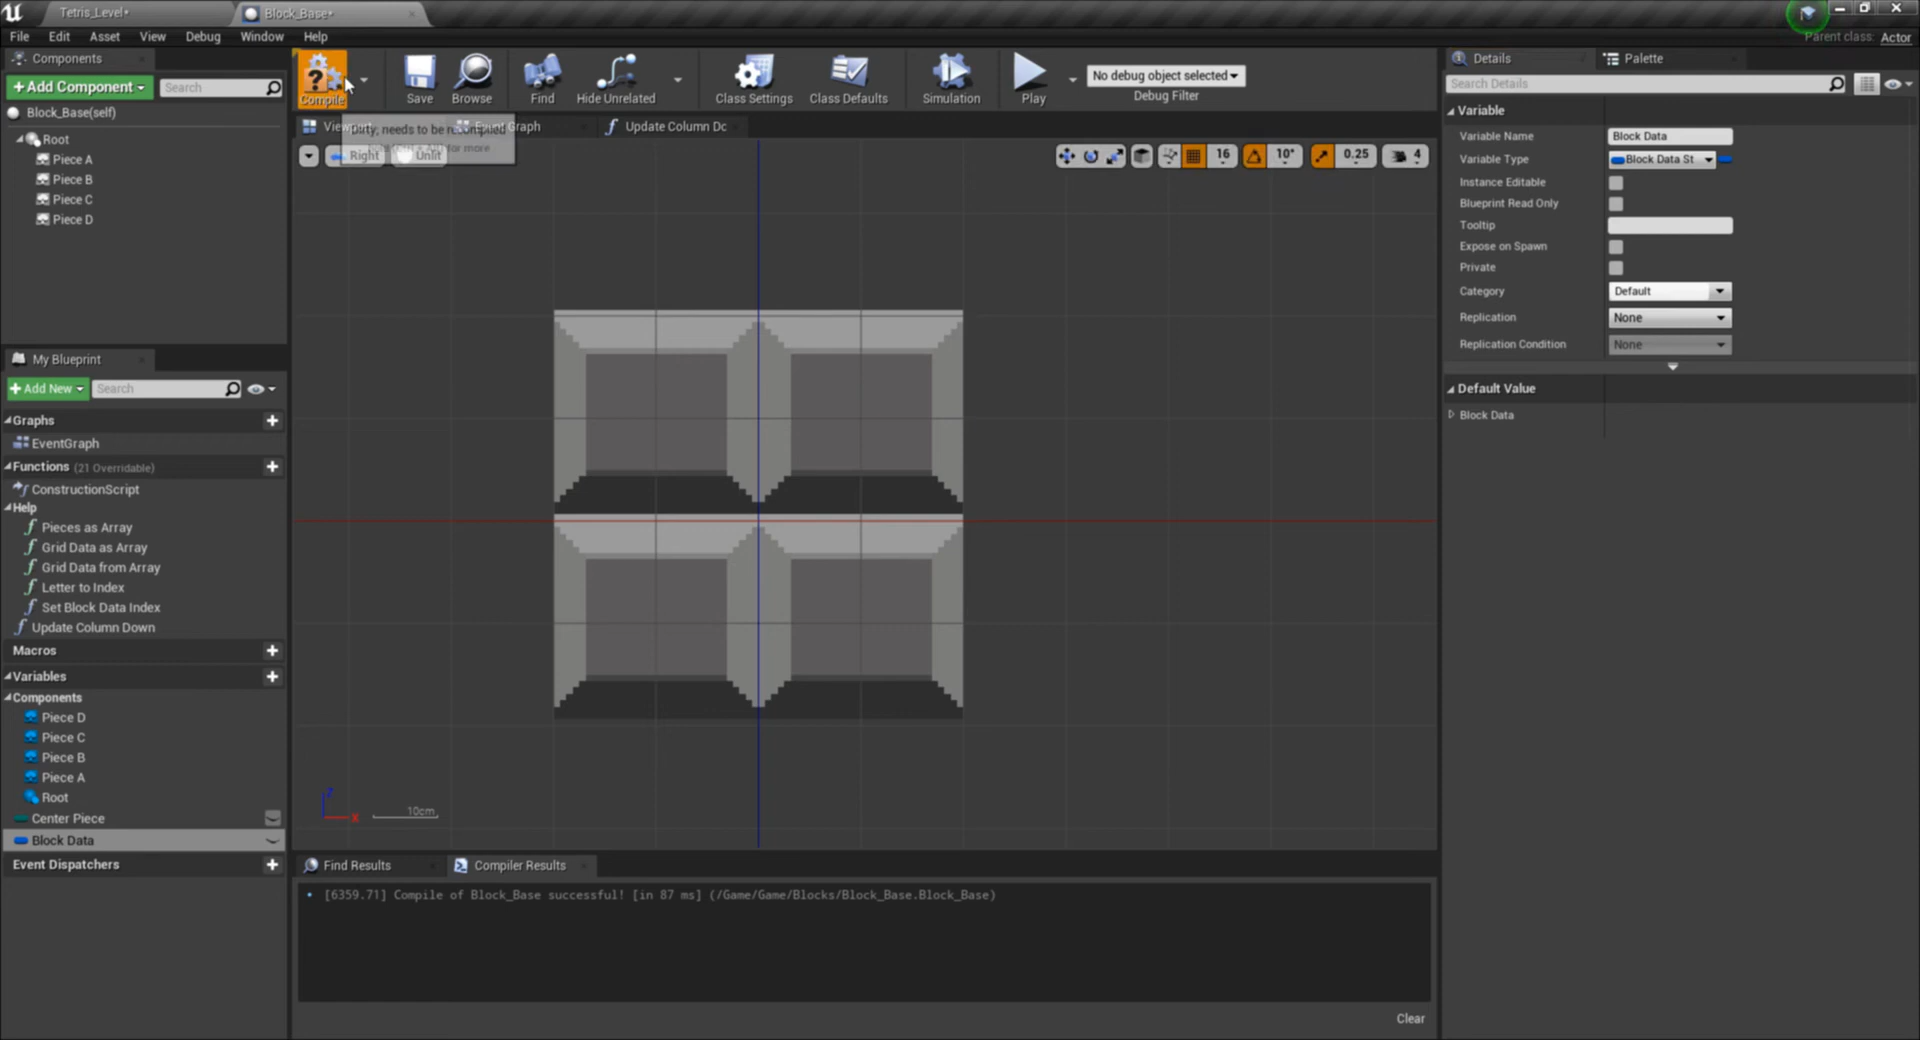 Tetris_Level*
Block_Base*
File Edit Asset View Debug Window Help
Parent class: Actor
Components
+Add Component
Search
Block_Base(self)
Root
Piece A
Piece B
Piece C
Piece D
Compile
Save
Browse
Find
Hide Unrelated
Class Settings
Class Defaults
Simulation
Play
No debug object selected
Debug Filter
Viewport
Event Graph
Update Column Dc
Dirty, needs to be recompiled
for more
Right
Unlit
16
10°
0.25
4
10cm
Z
X
My Blueprint
+Add New
Search
Graphs
EventGraph
Functions (21 Overridable)
ConstructionScript
Help
Pieces as Array
Grid Data as Array
Grid Data from Array
Letter to Index
Set Block Data Index
Update Column Down
Macros
Variables
Components
Piece D
Piece C
Piece B
Piece A
Root
Center Piece
Block Data
Event Dispatchers
Find Results
Compiler Results
[6359.71] Compile of Block_Base successful! [in 87 ms] (/Game/Game/Blocks/Block_Base.Block_Base)
Clear
Details
Palette
Search Details
Variable
Variable Name Block Data
Variable Type Block Data St
Instance Editable
Blueprint Read Only
Tooltip
Expose on Spawn
Private
Category Default
Replication None
Replication Condition None
Default Value
Block Data